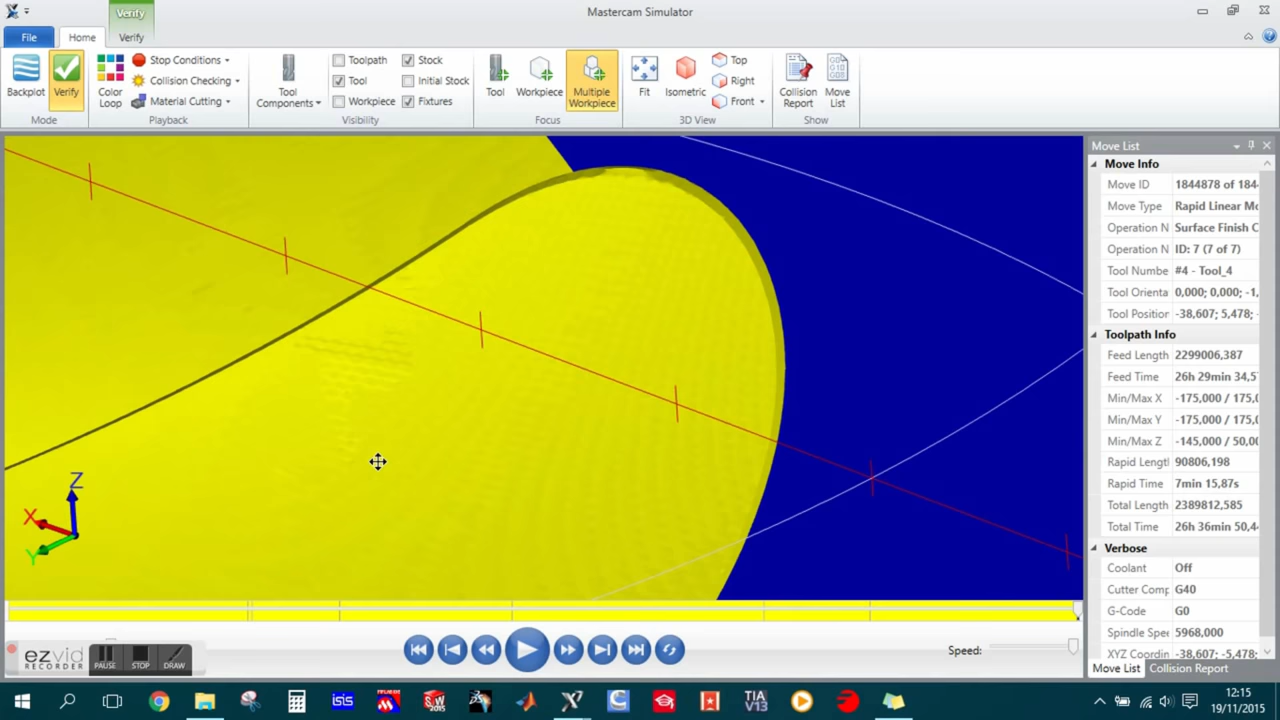 Verify
Mastercam Simulator
File
Home
Verify
Backplot
Verify
Mode
Color Loop
Stop Conditions
Collision Checking
Material Cutting
Playback
Tool Components
Toolpath
Tool
Workpiece
Stock
Initial Stock
Fixtures
Visibility
Tool
Workpiece
Multiple Workpiece
Focus
Fit
Isometric
Top
Right
Front
3D View
Collision Report
Move List
Show
Move List
Move Info
Move ID 1844878 of 184
Move Type Rapid Linear Mo
Operation N Surface Finish C
Operation N ID: 7 (7 of 7)
Tool Numbe #4 - Tool_4
Tool Orienta 0,000; 0,000; -1,
Tool Position -38,607; 5,478; -
Toolpath Info
Feed Length 2299006,387
Feed Time 26h 29min 34,5
Min/Max X -175,000 / 175,0
Min/Max Y -175,000 / 175,0
Min/Max Z -145,000 / 50,00
Rapid Lengtl 90806,198
Rapid Time 7min 15,87s
Total Length 2389812,585
Total Time 26h 36min 50,4
Verbose
Coolant Off
Cutter Comp G40
G-Code G0
Spindle Spee 5968,000
XYZ Coordin -38,607; -5,478;
Move List Collision Report
Z
X
Y
ezvid
RECORDER
PAUSE
STOP
DRAW
Speed:
isis
SW
2015
TIA
V13
12:15
19/11/2015